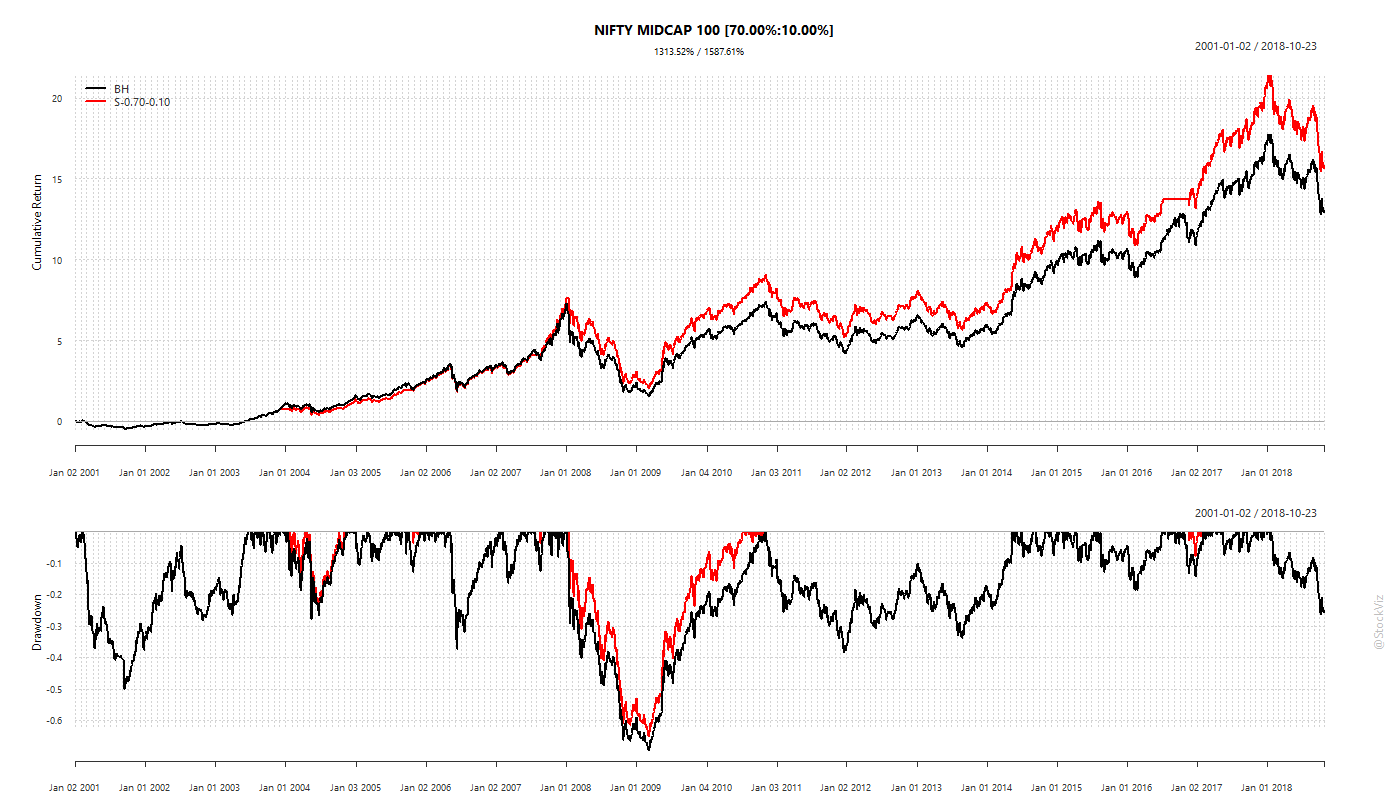 NIFTY MIDCAP 100 [70.00%:10.00%]
1313.52% / 1587.61%
2001-01-02 / 2018-10-23
BH
S-0.70-0.10
Cumulative Return
20
15
10
5
0
Jan 02 2001 Jan 01 2002 Jan 01 2003 Jan 01 2004 Jan 03 2005 Jan 02 2006 Jan 02 2007 Jan 01 2008 Jan 01 2009 Jan 04 2010 Jan 03 2011 Jan 02 2012 Jan 01 2013 Jan 01 2014 Jan 01 2015 Jan 01 2016 Jan 02 2017 Jan 01 2018
2001-01-02 / 2018-10-23
Drawdown
-0.1
-0.2
-0.3
-0.4
-0.5
-0.6
Jan 02 2001 Jan 01 2002 Jan 01 2003 Jan 01 2004 Jan 03 2005 Jan 02 2006 Jan 02 2007 Jan 01 2008 Jan 01 2009 Jan 04 2010 Jan 03 2011 Jan 02 2012 Jan 01 2013 Jan 01 2014 Jan 01 2015 Jan 01 2016 Jan 02 2017 Jan 01 2018
@StockViz